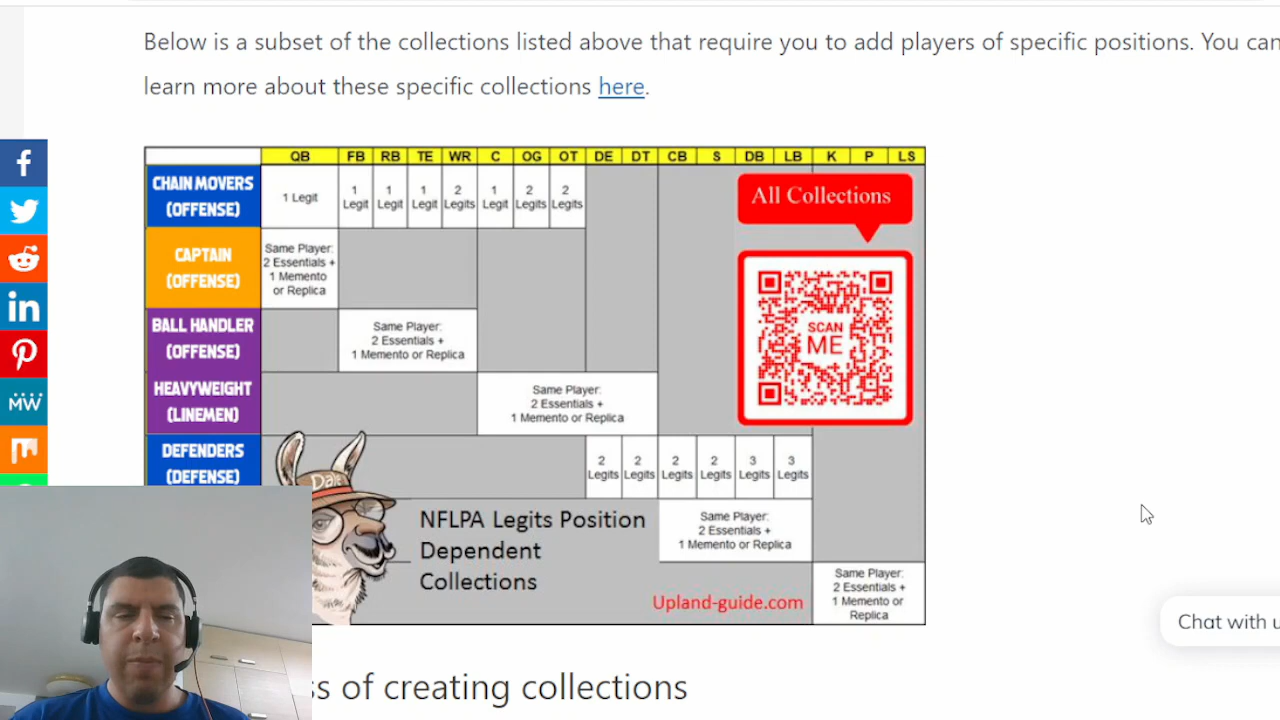 Below is a subset of the collections listed above that require you to add players of specific positions. You can
learn more about these specific collections here.
QB FB RB TE WR C OG OT DE DT CB S DB LB K P LS
CHAIN MOVERS
(OFFENSE)
1 Legit
1
Legit
1
Legit
1
Legit
2
Legits
1
Legit
2
Legits
2
Legits
All Collections
CAPTAIN
(OFFENSE)
Same Player:
2 Essentials +
1 Memento
or Replica
SCAN
ME
BALL HANDLER
(OFFENSE)
Same Player:
2 Essentials +
1 Memento or Replica
HEAVYWEIGHT
(LINEMEN)
Same Player:
2 Essentials +
1 Memento or Replica
DEFENDERS
(DEFENSE)
2
Legits
2
Legits
2
Legits
2
Legits
3
Legits
3
Legits
Dale
NFLPA Legits Position
Dependent
Collections
Same Player:
2 Essentials +
1 Memento or Replica
Upland-guide.com
Same Player:
2 Essentials +
1 Memento or
Replica
f
in
MW
Chat with u
ss of creating collections